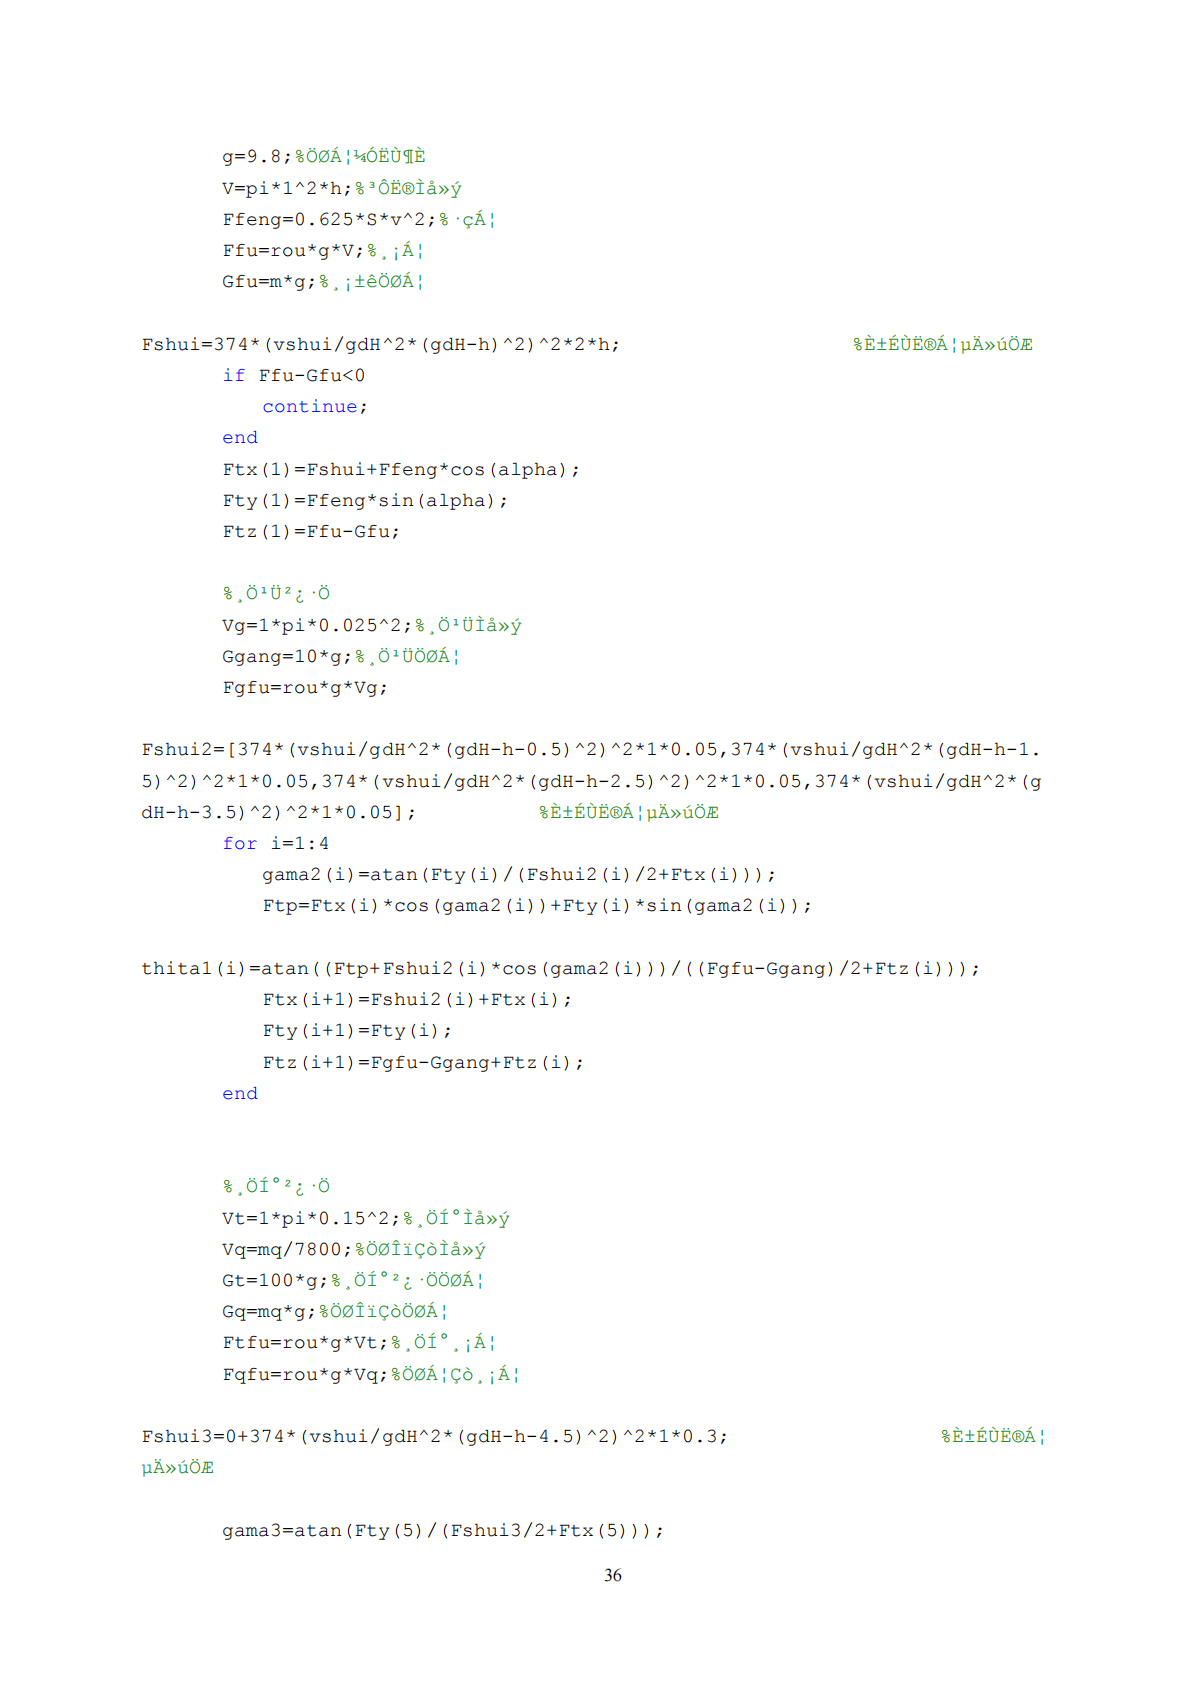 g=9.8;%ÖØÁ¦¼ÓËÙ¶È
V=pi*1^2*h;%³ÔË®Ìå»ý
Ffeng=0.625*S*v^2;%·çÁ¦
Ffu=rou*g*V;%¸¡Á¦
Gfu=m*g;%¸¡±êÖØÁ¦
Fshui=374*(vshui/gdH^2*(gdH-h)^2)^2*2*h; %È±ÉÙË®Á¦µÄ»úÖÆ
if Ffu-Gfu<0
continue;
end
Ftx(1)=Fshui+Ffeng*cos(alpha);
Fty(1)=Ffeng*sin(alpha);
Ftz(1)=Ffu-Gfu;
%¸Ö¹Ü²¿·Ö
Vg=1*pi*0.025^2;%¸Ö¹ÜÌå»ý
Ggang=10*g;%¸Ö¹ÜÖØÁ¦
Fgfu=rou*g*Vg;
Fshui2=[374*(vshui/gdH^2*(gdH-h-0.5)^2)^2*1*0.05,374*(vshui/gdH^2*(gdH-h-1.
5)^2)^2*1*0.05,374*(vshui/gdH^2*(gdH-h-2.5)^2)^2*1*0.05,374*(vshui/gdH^2*(g
dH-h-3.5)^2)^2*1*0.05]; %È±ÉÙË®Á¦µÄ»úÖÆ
for i=1:4
gama2(i)=atan(Fty(i)/(Fshui2(i)/2+Ftx(i)));
Ftp=Ftx(i)*cos(gama2(i))+Fty(i)*sin(gama2(i));
thita1(i)=atan((Ftp+Fshui2(i)*cos(gama2(i)))/((Fgfu-Ggang)/2+Ftz(i)));
Ftx(i+1)=Fshui2(i)+Ftx(i);
Fty(i+1)=Fty(i);
Ftz(i+1)=Fgfu-Ggang+Ftz(i);
end
%¸ÖÍ°²¿·Ö
Vt=1*pi*0.15^2;%¸ÖÍ°Ìå»ý
Vq=mq/7800;%ÖØÎïÇòÌå»ý
Gt=100*g;%¸ÖÍ°²¿·ÖÖØÁ¦
Gq=mq*g;%ÖØÎïÇòÖØÁ¦
Ftfu=rou*g*Vt;%¸ÖÍ°¸¡Á¦
Fqfu=rou*g*Vq;%ÖØÁ¦Çò¸¡Á¦
Fshui3=0+374*(vshui/gdH^2*(gdH-h-4.5)^2)^2*1*0.3; %È±ÉÙË®Á¦
µÄ»úÖÆ
gama3=atan(Fty(5)/(Fshui3/2+Ftx(5)));
36